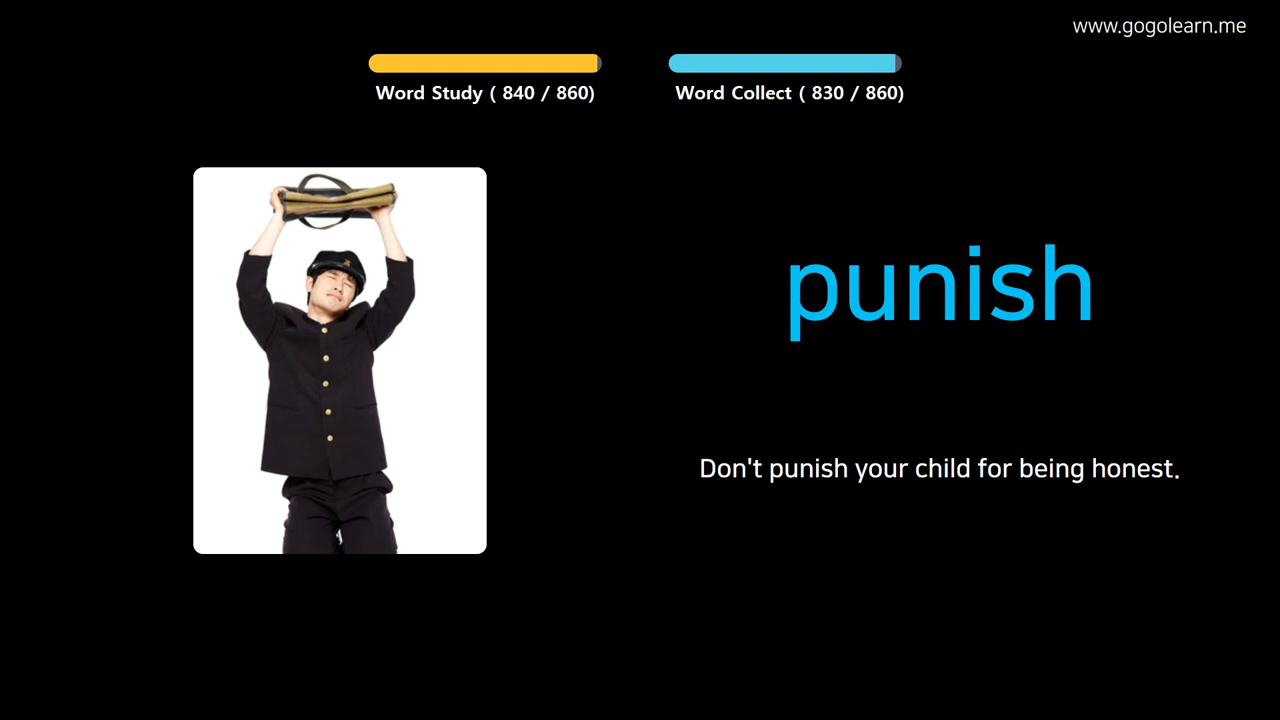 www.gogolearn.me
Word Study ( 840 / 860)
Word Collect ( 830 / 860)
punish
Don't punish your child for being honest.